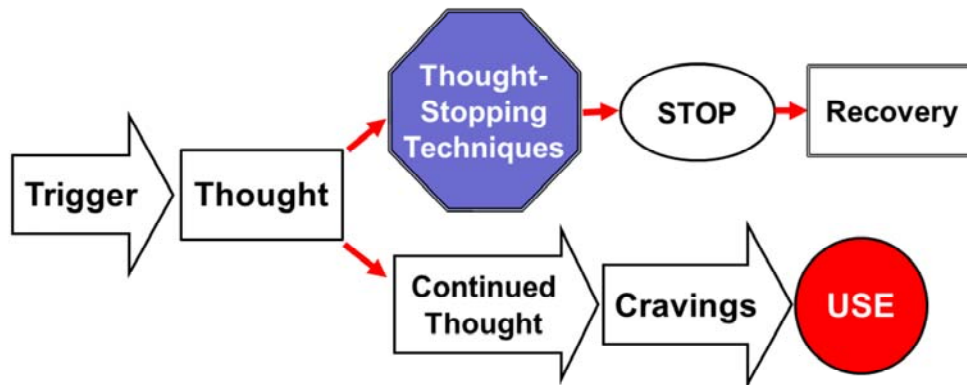 Trigger
Thought
Thought-
Stopping
Techniques
STOP
Recovery
Continued
Thought
Cravings
USE